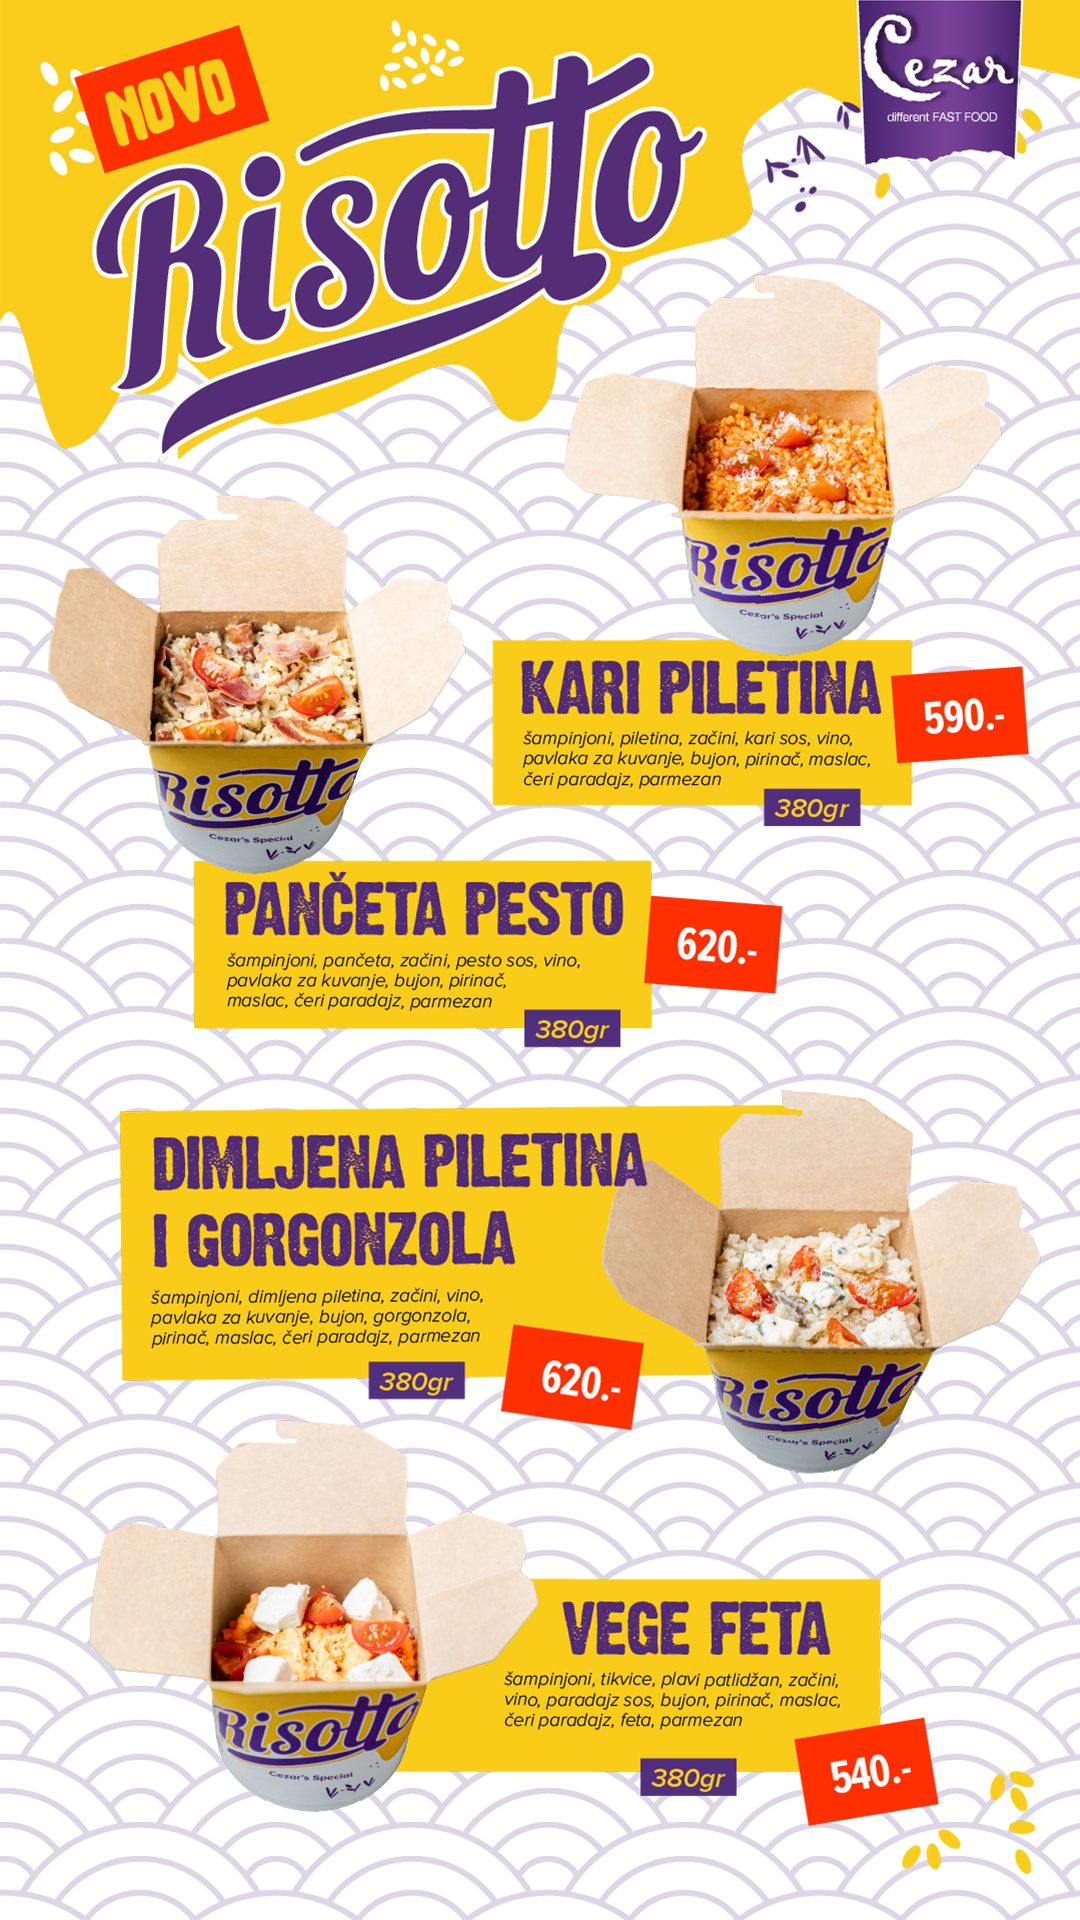 NOVO
Risotto
Cezar
different FAST FOOD
Risotto
Cezar's Special
KARI PILETINA
590.-
šampinjoni, piletina, začini, kari sos, vino,
pavlaka za kuvanje, bujon, pirinač, maslac,
čeri paradajz, parmezan
380gr
Risotto
Cezar's Special
PANČETA PESTO
620.-
šampinjoni, pančeta, začini, pesto sos, vino,
pavlaka za kuvanje, bujon, pirinač,
maslac, čeri paradajz, parmezan
380gr
DIMLJENA PILETINA
I GORGONZOLA
šampinjoni, dimljena piletina, začini, vino,
pavlaka za kuvanje, bujon, gorgonzola,
pirinač, maslac, čeri paradajz, parmezan
380gr
620.-
Risotto
Cezar's Special
VEGE FETA
šampinjoni, tikvice, plavi patlidžan, začini,
vino, paradajz sos, bujon, pirinač, maslac,
čeri paradajz, feta, parmezan
380gr
540.-
Risotto
Cezar's Special